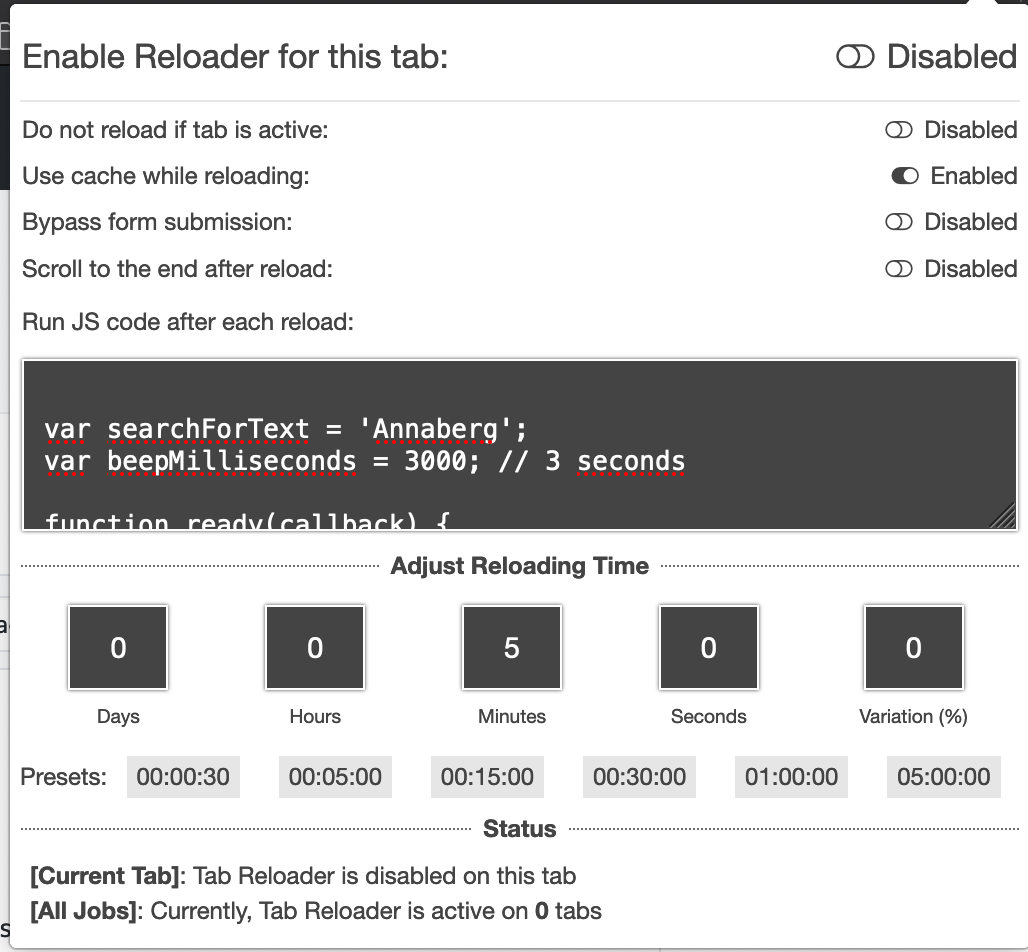 Enable Reloader for this tab: Disabled
Do not reload if tab is active: Disabled
Use cache while reloading: Enabled
Bypass form submission: Disabled
Scroll to the end after reload: Disabled
Run JS code after each reload:
var searchForText = 'Annaberg';
var beepMilliseconds = 3000; // 3 seconds
function ready(callback) {
Adjust Reloading Time
0 0 5 0 0
Days Hours Minutes Seconds Variation (%)
Presets: 00:00:30 00:05:00 00:15:00 00:30:00 01:00:00 05:00:00
Status
[Current Tab]: Tab Reloader is disabled on this tab
[All Jobs]: Currently, Tab Reloader is active on 0 tabs